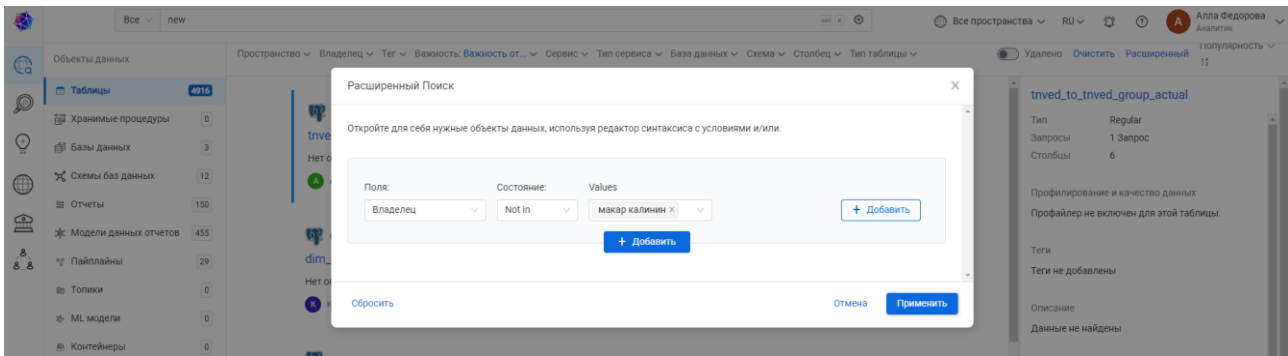 Все new
Все пространства RU ? А Алла Федорова
Аналитик
Объекты данных
Пространство Владелец Тег Важность: Важность от... Сервис Тип сервиса База данных Схема Столбец Тип таблицы
Удалено Очистить Расширенный Популярность
Таблицы 4916
Хранимые процедуры 0
Базы данных 3
Схемы баз данных 12
Отчеты 150
Модели данных отчетов 455
Пайплайны 29
Топики 0
ML модели 0
Контейнеры 0
tnve
Нет о
A
dim_
Нет о
K
Расширенный Поиск
Откройте для себя нужные объекты данных, используя редактор синтаксиса с условиями и/или.
Поля: Состояние: Values
Владелец Not in макар калинин × + Добавить
+ Добавить
Сбросить Отмена Применить
tnved_to_tnved_group_actual
Тип Regular
Запросы 1 Запрос
Столбцы 6
Профилирование и качество данных
Профайлер не включен для этой таблицы.
Теги
Теги не добавлены
Описание
Данные не найдены